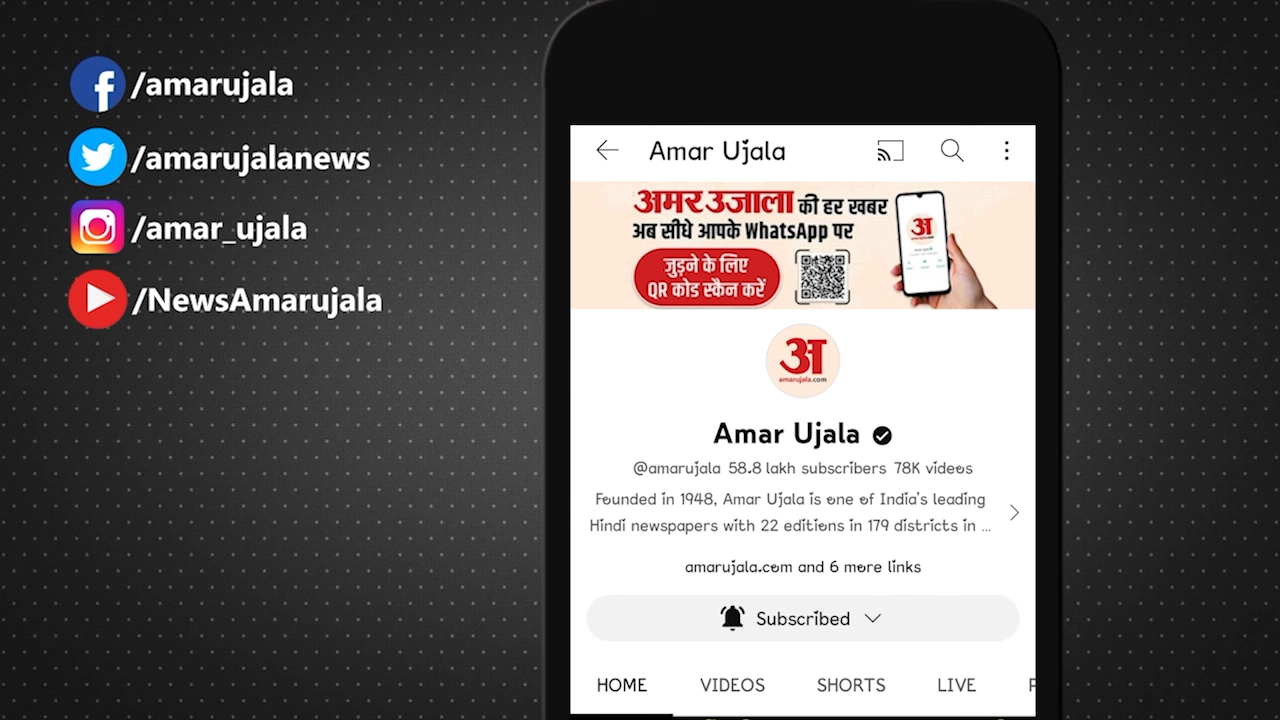 /amarujala
/amarujalanews
/amar_ujala
/NewsAmarujala
Amar Ujala
अमर उजाला की हर खबर
अब सीधे आपके WhatsApp पर
जुड़ने के लिए
QR कोड स्कैन करें
अ
अ
amarujala.com
Amar Ujala
@amarujala 58.8 lakh subscribers 78K videos
Founded in 1948, Amar Ujala is one of India's leading
Hindi newspapers with 22 editions in 179 districts in ...
amarujala.com and 6 more links
Subscribed
HOME VIDEOS SHORTS LIVE